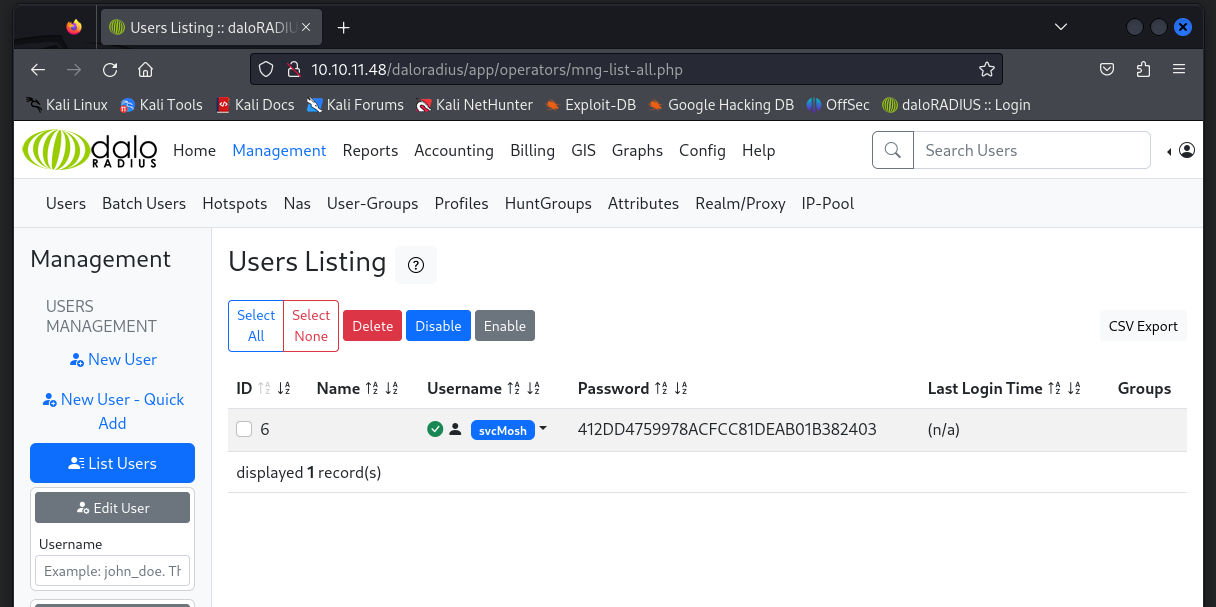 Users Listing :: daloRADIU
10.10.11.48/daloradius/app/operators/mng-list-all.php
Kali Linux Kali Tools Kali Docs Kali Forums Kali NetHunter Exploit-DB Google Hacking DB OffSec daloRADIUS :: Login
dalo RADIUS Home Management Reports Accounting Billing GIS Graphs Config Help Search Users
Users Batch Users Hotspots Nas User-Groups Profiles HuntGroups Attributes Realm/Proxy IP-Pool
Management
USERS
MANAGEMENT
New User
New User - Quick
Add
List Users
Edit User
Username
Example: john_doe. Th
Users Listing
Select
All
Select
None
Delete Disable Enable CSV Export
ID Name Username Password Last Login Time Groups
6 svcMosh 412DD4759978ACFCC81DEAB01B382403 (n/a)
displayed 1 record(s)